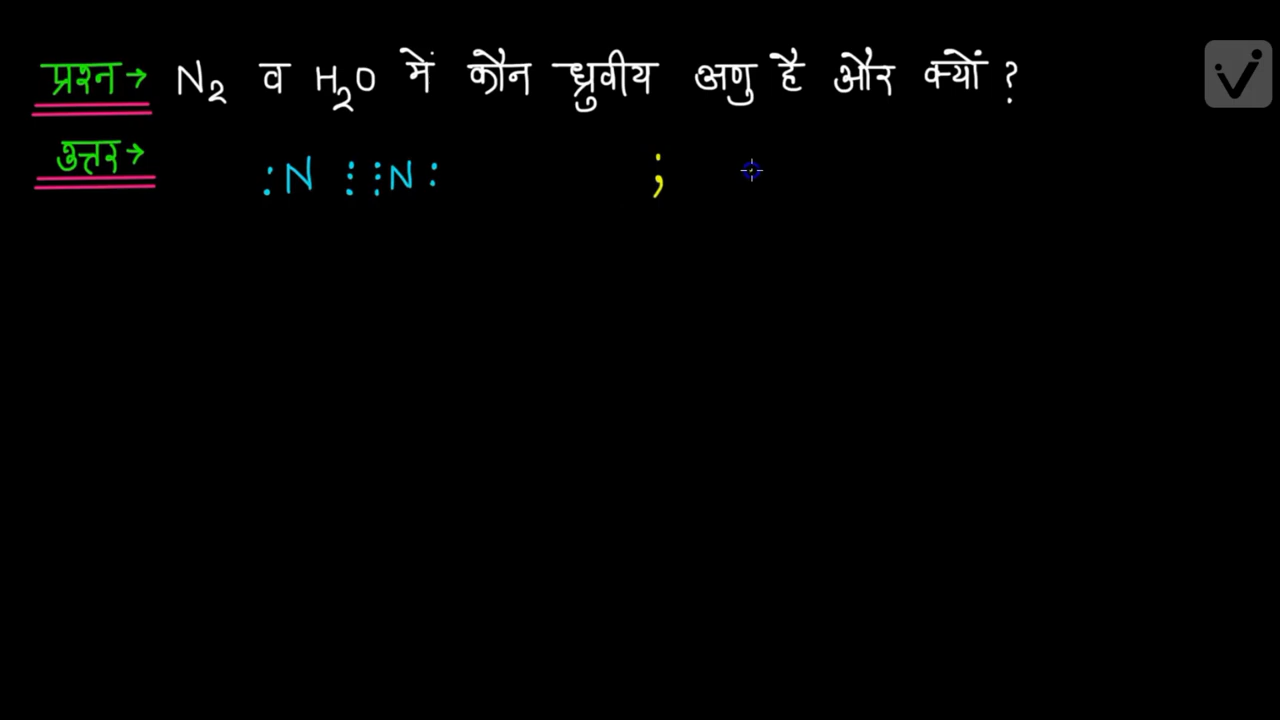 प्रश्न → N₂ व H₂O में कौन ध्रुवीय अणु है और क्यों ?
उत्तर → :N ⋮⋮N: ;